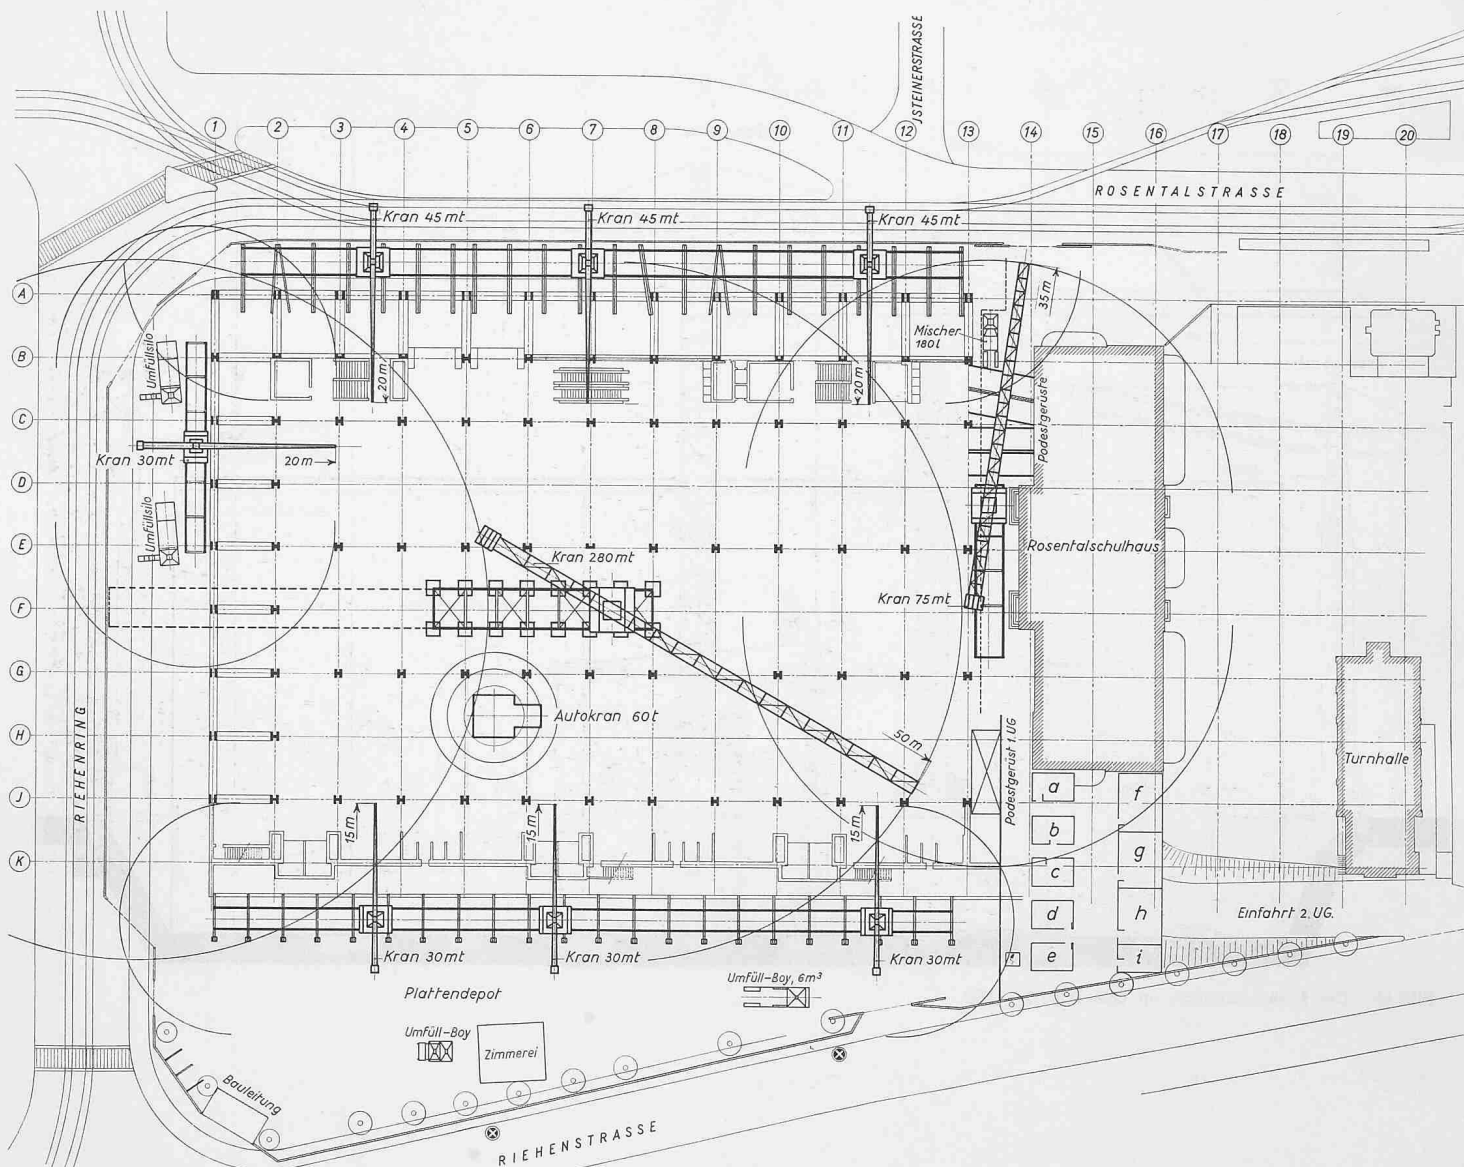 JSTEINERSTRASSE
1 2 3 4 5 6 7 8 9 10 11 12 13 14 15 16 17 18 19 20
ROSENTALSTRASSE
Kran 45 mt
Kran 45 mt
Kran 45 mt
A
35 m
Mischer
180 l
B
Umfüllsilo
20 m
20 m
Podestgerüste
C
Kran 30 mt
20 m
D
Umfüllsilo
E
Kran 280 mt
Rosentalschulhaus
F
Kran 75 mt
G
RIEHENRING
Autokran 60 t
H
50 m
Podestgerüst 1. UG
Turnhalle
J
15 m
15 m
15 m
a
f
b
K
g
c
d
h
Einfahrt 2. UG.
Kran 30 mt
Kran 30 mt
Kran 30 mt
e
i
Plattendepot
Umfüll-Boy, 6 m³
Umfüll-Boy
Zimmerei
Bauleitung
RIEHENSTRASSE